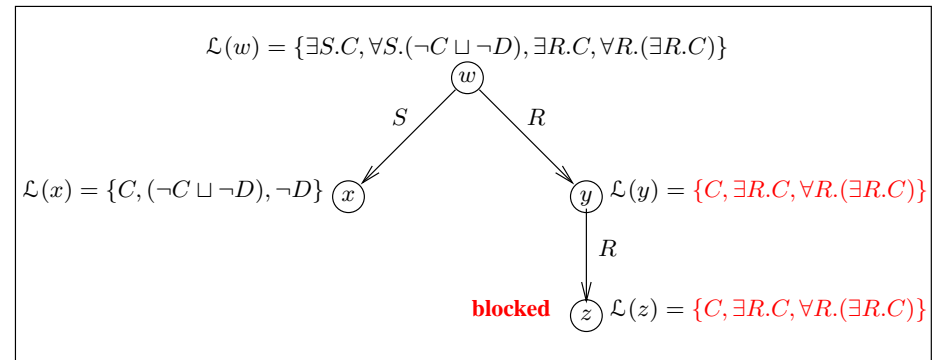 ℒ(w) = {∃S.C, ∀S.(¬C ⊔ ¬D), ∃R.C, ∀R.(∃R.C)}
w
S R
ℒ(x) = {C, (¬C ⊔ ¬D), ¬D} x y ℒ(y) = {C, ∃R.C, ∀R.(∃R.C)}
R
blocked z ℒ(z) = {C, ∃R.C, ∀R.(∃R.C)}